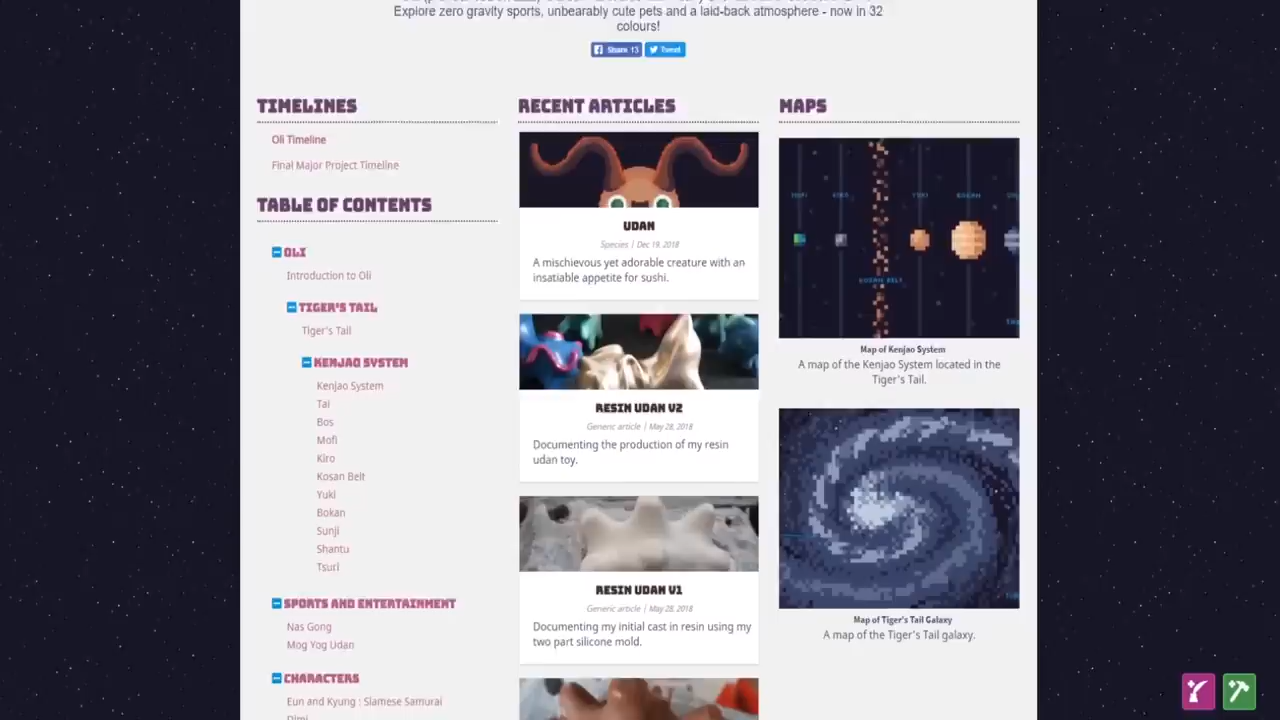 Explore zero gravity sports, unbearably cute pets and a laid-back atmosphere - now in 32
colours!
Share 13
Tweet
TIMELINES
Oli Timeline
Final Major Project Timeline
TABLE OF CONTENTS
OLI
Introduction to Oli
TIGER'S TAIL
Tiger's Tail
KENJAO SYSTEM
Kenjao System
Tai
Bos
Mofi
Kiro
Kosan Belt
Yuki
Bokan
Sunji
Shantu
Tsuri
SPORTS AND ENTERTAINMENT
Nas Gong
Mog Yog Udan
CHARACTERS
Eun and Kyung : Siamese Samurai
RECENT ARTICLES
UDAN
Species | Dec 19, 2018
A mischievous yet adorable creature with an
insatiable appetite for sushi.
RESIN UDAN V2
Generic article | May 28, 2018
Documenting the production of my resin
udan toy.
RESIN UDAN V1
Generic article | May 28, 2018
Documenting my initial cast in resin using my
two part silicone mold.
MAPS
MOFI
KIRO
YUKI
BOKAN
KOSAN BELT
Map of Kenjao System
A map of the Kenjao System located in the
Tiger's Tail.
Map of Tiger's Tail Galaxy
A map of the Tiger's Tail galaxy.